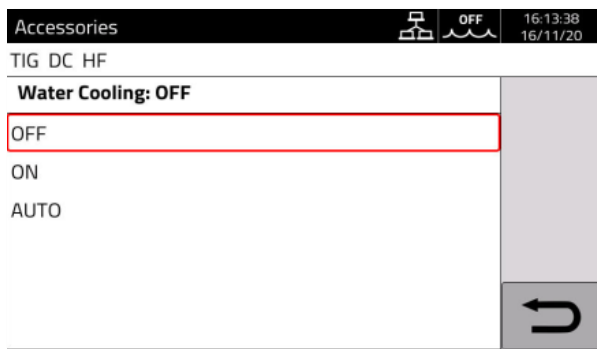 Accessories
OFF
16:13:38
16/11/20
TIG DC HF
Water Cooling: OFF
OFF
ON
AUTO